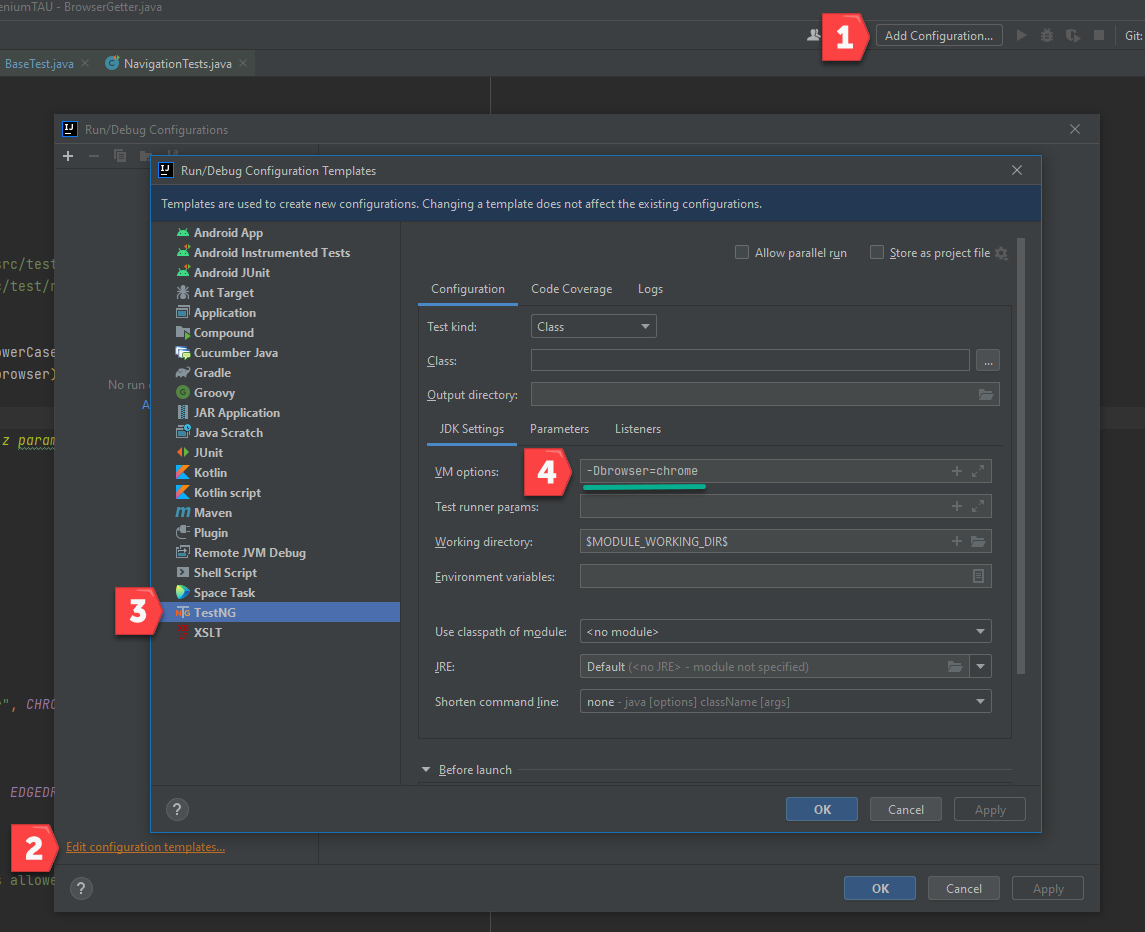 eniumTAU - BrowserGetter.java
1
Add Configuration...
Git:
BaseTest.java
NavigationTests.java
Run/Debug Configurations
Run/Debug Configuration Templates
Templates are used to create new configurations. Changing a template does not affect the existing configurations.
Android App
Android Instrumented Tests
Android JUnit
Ant Target
Application
Compound
Cucumber Java
Gradle
Groovy
JAR Application
Java Scratch
JUnit
Kotlin
Kotlin script
Maven
Plugin
Remote JVM Debug
Shell Script
Space Task
3
TestNG
XSLT
Allow parallel run
Store as project file
Configuration
Code Coverage
Logs
Test kind:
Class
Class:
...
Output directory:
JDK Settings
Parameters
Listeners
VM options:
4
-Dbrowser=chrome
Test runner params:
Working directory:
$MODULE_WORKING_DIR$
Environment variables:
Use classpath of module:
<no module>
JRE:
Default (<no JRE> - module not specified)
Shorten command line:
none - java [options] className [args]
Before launch
?
OK
Cancel
Apply
src/test
/test/
owerCase
browser)
No run
A
z param
", CHRO
EDGEDR
2
Edit configuration templates...
s allowe
?
OK
Cancel
Apply